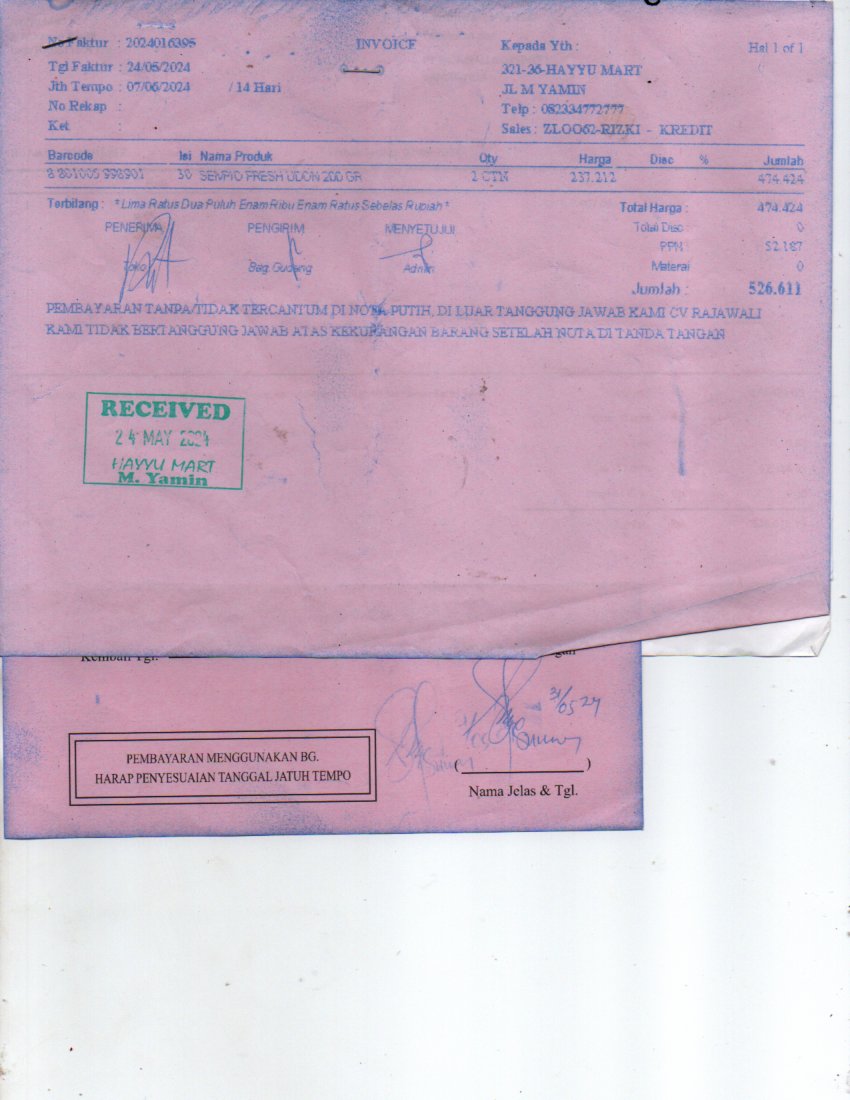 No Faktur : 2024016395
INVOICE
Kepada Yth :
Hal 1 of 1
Tgl Faktur : 24/05/2024
321-36-HAYYU MART
Jth Tempo : 07/06/2024 / 14 Hari
JL M YAMIN
No Rekap :
Telp : 082334772777
Ket :
Sales : ZLOO62-RIZKI - KREDIT
Barcode Isi Nama Produk Qty Harga Disc % Jumlah
8 801005 998901 30 SEMPIO FRESH UDON 200 GR 2 CTN 237.212 474.424
Terbilang : * Lima Ratus Dua Puluh Enam Ribu Enam Ratus Sebelas Rupiah *
Total Harga : 474.424
PENERIMA PENGIRIM MENYETUJUI
Total Disc : 0
PPN : 52.187
Toko Bag. Gudang Admin
Materai 0
Jumlah : 526.611
PEMBAYARAN TANPA/TIDAK TERCANTUM DI NOTA PUTIH, DI LUAR TANGGUNG JAWAB KAMI CV RAJAWALI
KAMI TIDAK BERTANGGUNG JAWAB ATAS KEKURANGAN BARANG SETELAH NOTA DI TANDA TANGAN
RECEIVED
24 MAY 2024
HAYYU MART
M. Yamin
Kembali Tgl.
31/05 24
PEMBAYARAN MENGGUNAKAN BG.
HARAP PENYESUAIAN TANGGAL JATUH TEMPO
( )
Nama Jelas & Tgl.